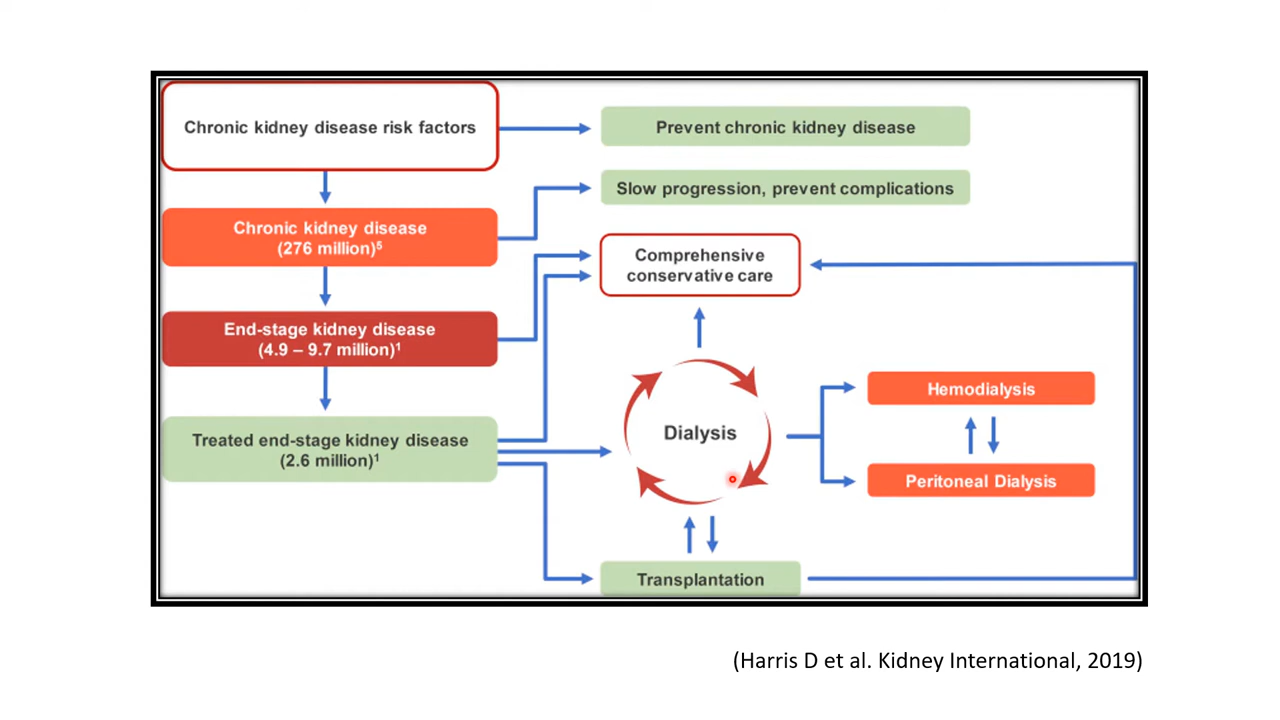 Chronic kidney disease risk factors
Prevent chronic kidney disease
Slow progression, prevent complications
Chronic kidney disease
(276 million)⁵
Comprehensive
conservative care
End-stage kidney disease
(4.9 – 9.7 million)¹
Hemodialysis
Dialysis
Treated end-stage kidney disease
(2.6 million)¹
Peritoneal Dialysis
Transplantation
(Harris D et al. Kidney International, 2019)